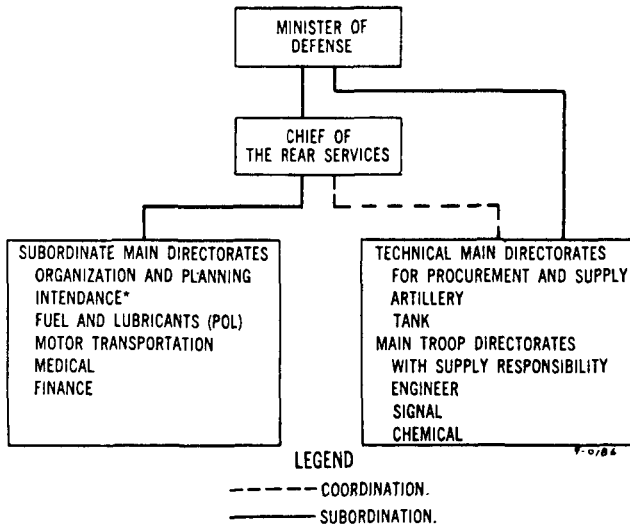 MINISTER OF
DEFENSE
CHIEF OF
THE REAR SERVICES
SUBORDINATE MAIN DIRECTORATES
ORGANIZATION AND PLANNING
INTENDANCE*
FUEL AND LUBRICANTS (POL)
MOTOR TRANSPORTATION
MEDICAL
FINANCE
TECHNICAL MAIN DIRECTORATES
FOR PROCUREMENT AND SUPPLY
ARTILLERY
TANK
MAIN TROOP DIRECTORATES
WITH SUPPLY RESPONSIBILITY
ENGINEER
SIGNAL
CHEMICAL
LEGEND
COORDINATION.
SUBORDINATION.